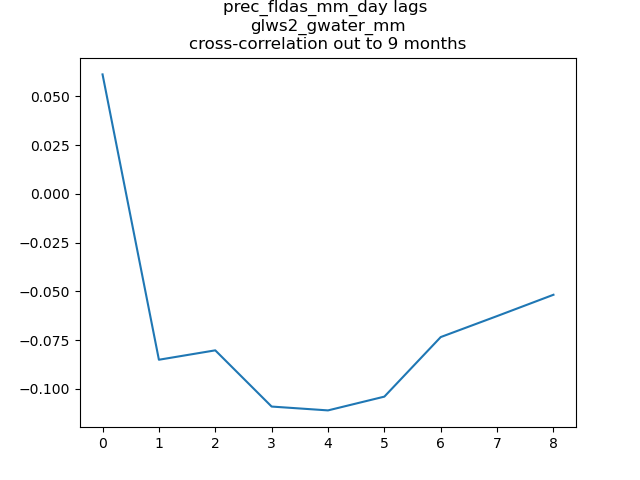 prec_fldas_mm_day lags
glws2_gwater_mm
cross-correlation out to 9 months
0.050
0.025
0.000
−0.025
−0.050
−0.075
−0.100
0 1 2 3 4 5 6 7 8